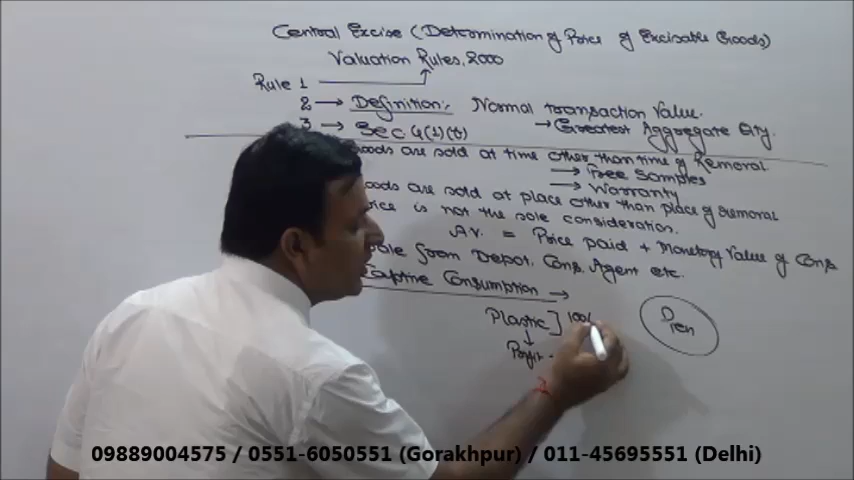 Central Excise (Determination of Price of Excisable Goods)
Valuation Rules, 2000
Rule 1
2 → Definition:- Normal transaction Value.
→ Greatest Aggregate Qty.
3 → Sec 4(1)(b)
Goods are sold at time other than time of Removal
→ Free Samples
→ Warranty
Goods are sold at place other than place of removal
Price is not the sole consideration.
A.V. = Price paid + Monetary Value of Cons
Sale from Depot, Cons. Agent etc.
Captive Consumption →
Plastic ] 100/
↓
Profit -
Pen
09889004575 / 0551-6050551 (Gorakhpur) / 011-45695551 (Delhi)